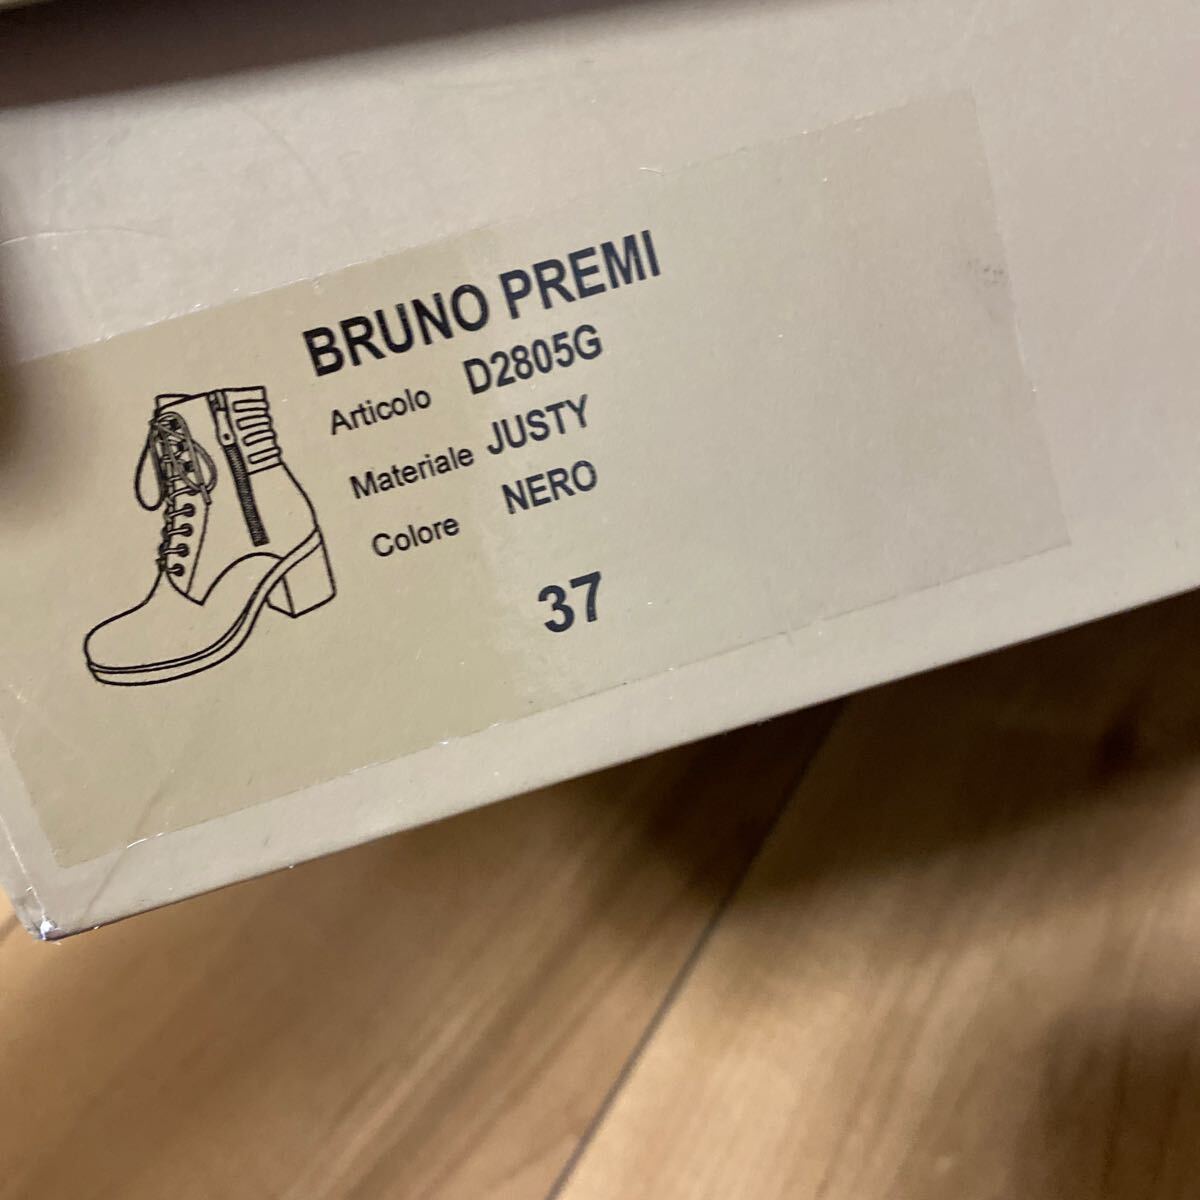 BRUNO PREMI
Articolo D2805G
Materiale JUSTY
Colore NERO
37